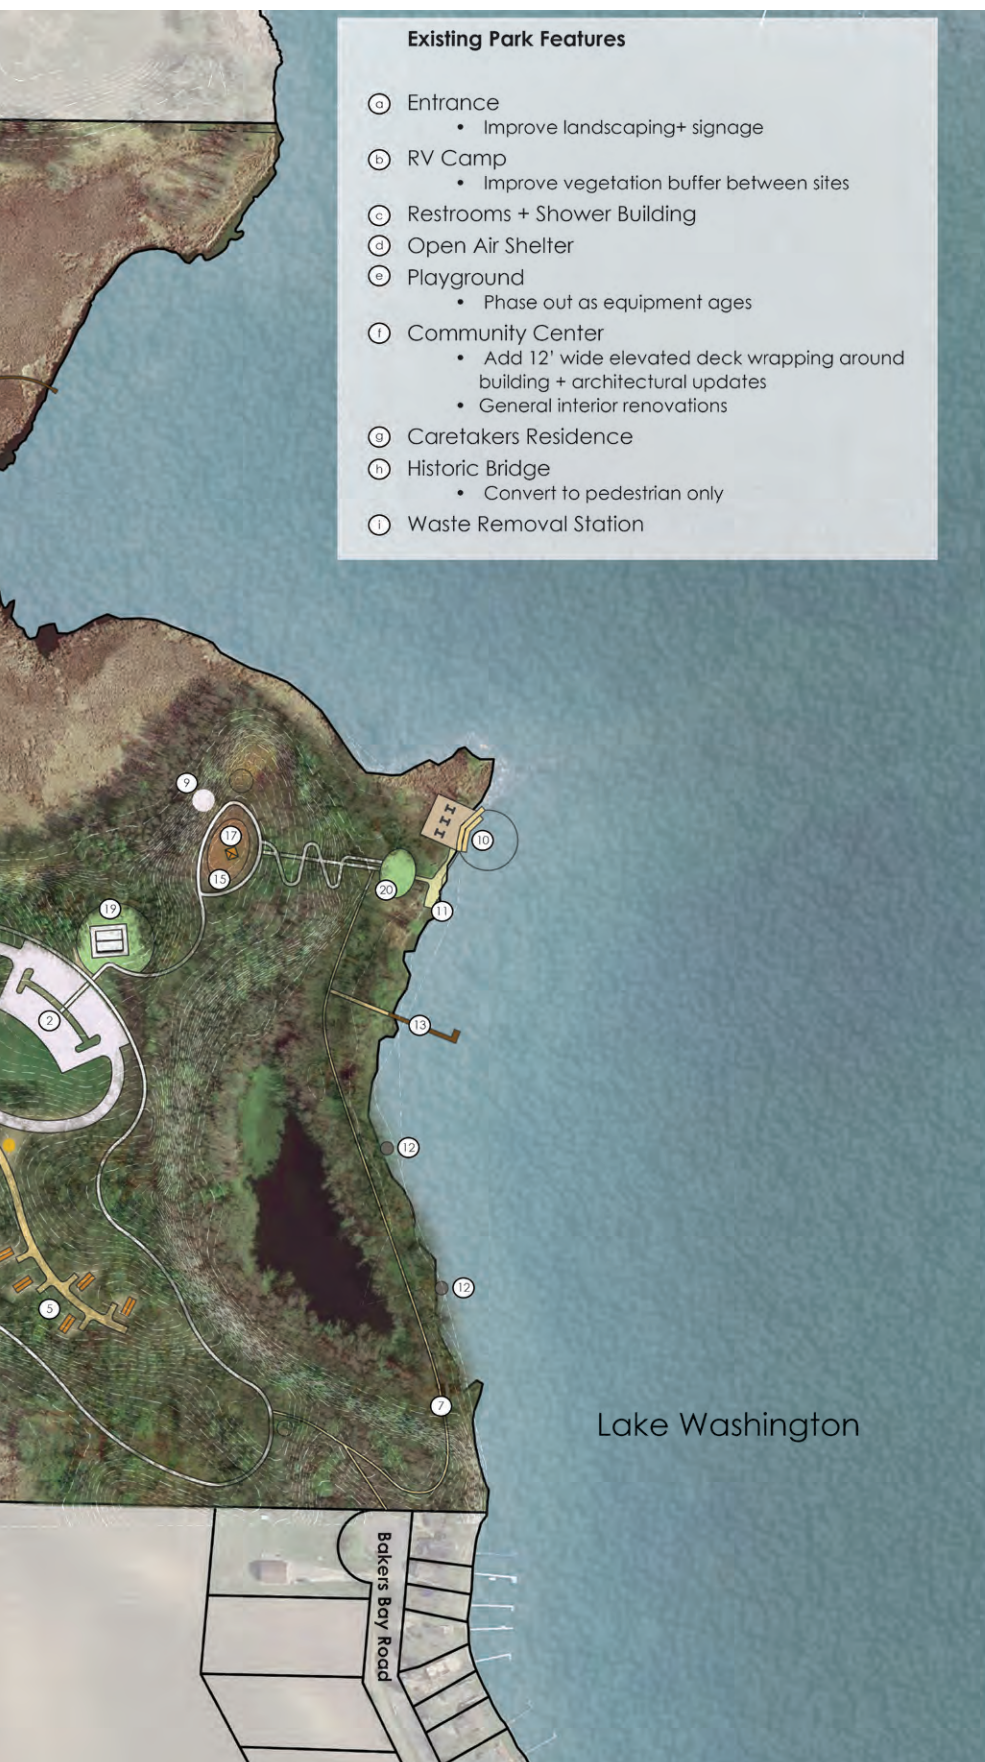 Existing Park Features
a Entrance
• Improve landscaping+ signage
b RV Camp
• Improve vegetation buffer between sites
c Restrooms + Shower Building
d Open Air Shelter
e Playground
• Phase out as equipment ages
f Community Center
• Add 12' wide elevated deck wrapping around
building + architectural updates
• General interior renovations
g Caretakers Residence
h Historic Bridge
• Convert to pedestrian only
i Waste Removal Station
9
17
10
15
20
11
19
2
13
12
12
5
7
Lake Washington
Bakers Bay Road